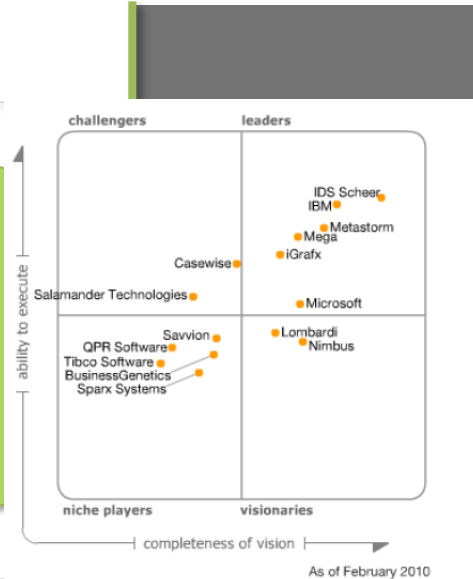 challengers
leaders
IDS Scheer
IBM
Metastorm
Mega
iGrafx
Casewise
Salamander Technologies
Microsoft
Savvion
Lombardi
QPR Software
Nimbus
Tibco Software
BusinessGenetics
Sparx Systems
ability to execute
niche players
visionaries
completeness of vision
As of February 2010